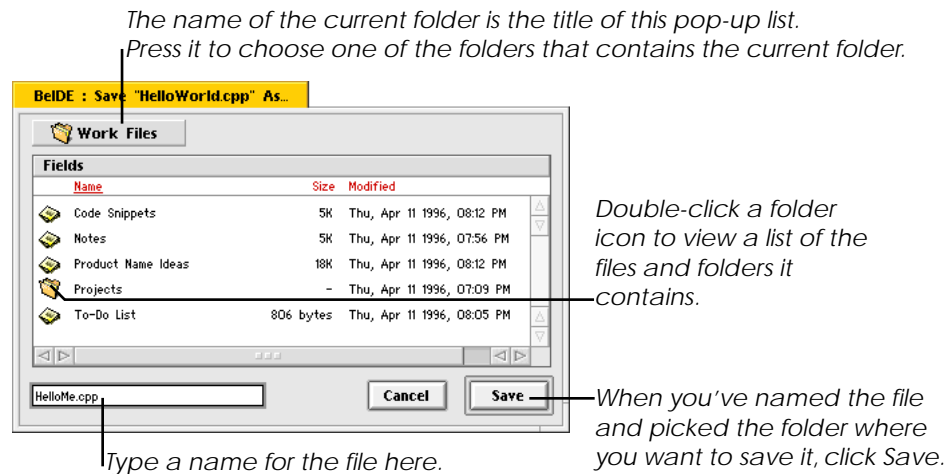 The name of the current folder is the title of this pop-up list.
Press it to choose one of the folders that contains the current folder.
BeIDE : Save "HelloWorld.cpp" As...
Work Files
Fields
Name Size Modified
Code Snippets 5K Thu, Apr 11 1996, 08:12 PM
Notes 5K Thu, Apr 11 1996, 07:56 PM
Product Name Ideas 18K Thu, Apr 11 1996, 08:12 PM
Projects - Thu, Apr 11 1996, 07:09 PM
To-Do List 806 bytes Thu, Apr 11 1996, 08:05 PM
Double-click a folder
icon to view a list of the
files and folders it
contains.
HelloMe.cpp Cancel Save
When you've named the file
and picked the folder where
you want to save it, click Save.
Type a name for the file here.